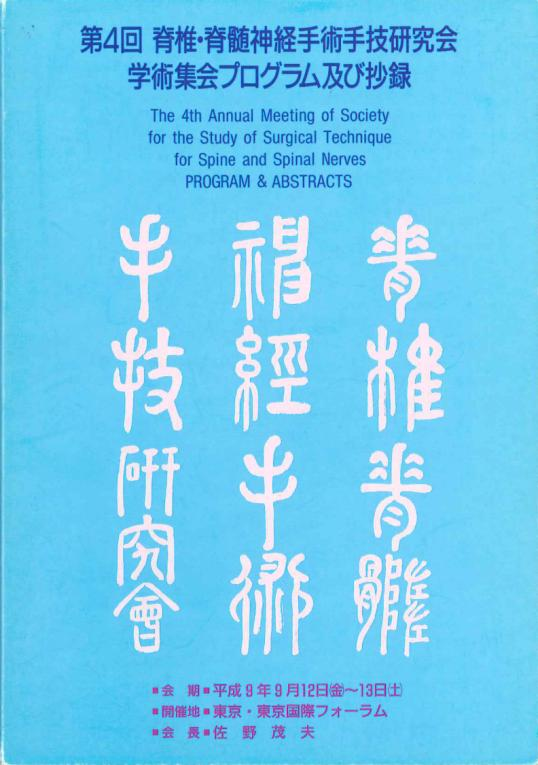 第4回 脊椎・脊髄神経手術手技研究会
学術集会プログラム及び抄録
The 4th Annual Meeting of Society
for the Study of Surgical Technique
for Spine and Spinal Nerves
PROGRAM & ABSTRACTS
脊椎脊髄
神經手術
手技研究會
■会 期■平成9年9月12日㈮~13日㈯
■開催地■東京・東京国際フォーラム
■会 長■佐野茂夫